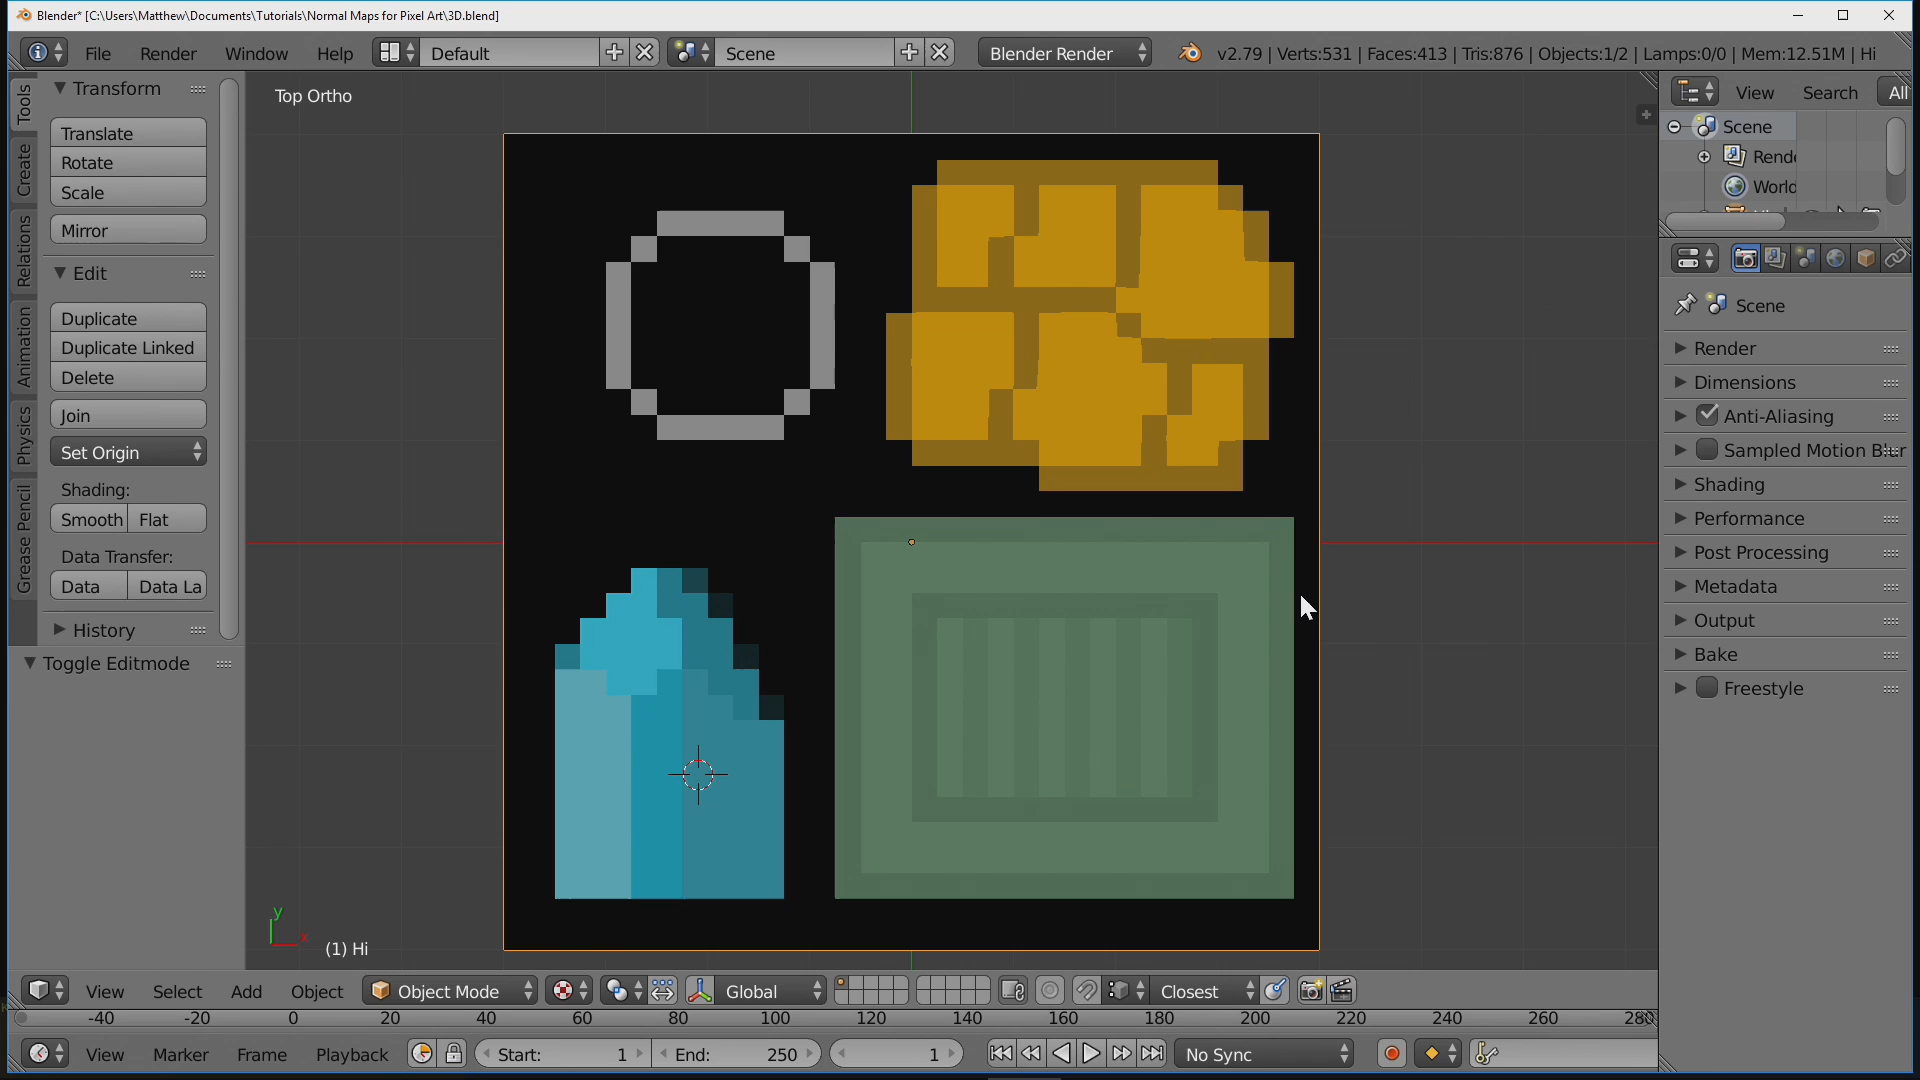 Blender* [C:\Users\Matthew\Documents\Tutorials\Normal Maps for Pixel Art\3D.blend]
File Render Window Help Default Scene Blender Render v2.79 | Verts:531 | Faces:413 | Tris:876 | Objects:1/2 | Lamps:0/0 | Mem:12.51M | Hi
Tools
Create
Relations
Animation
Physics
Grease Pencil
Transform
Translate
Rotate
Scale
Mirror
Edit
Duplicate
Duplicate Linked
Delete
Join
Set Origin
Shading:
Smooth Flat
Data Transfer:
Data Data La
History
Toggle Editmode
Top Ortho
y
x
(1) Hi
View Search All
Scene
Rende
World
Scene
Render
Dimensions
Anti-Aliasing
Sampled Motion Blur
Shading
Performance
Post Processing
Metadata
Output
Bake
Freestyle
View Select Add Object Object Mode Global Closest
-40 -20 0 20 40 60 80 100 120 140 160 180 200 220 240 260 280
View Marker Frame Playback Start: 1 End: 250 1 No Sync